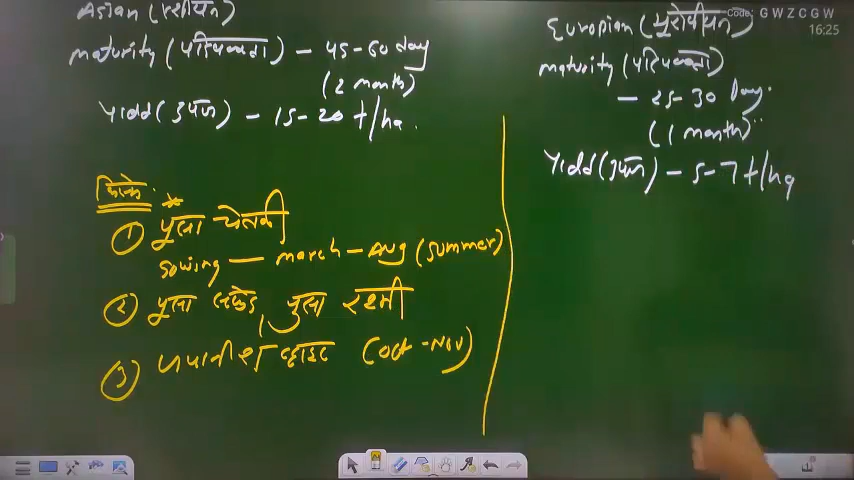 Asian (एशियन)
maturity (परिपक्वता) - 45-60 day
(2 month)
Yield (उपज) - 15-20 t/ha.
किस्में.
① पूसा चेतकी *
Sowing — march - Aug (Summer)
② पूसा सफेद, पूसा रश्मी
③ जापानीश व्हाइट (Oct - Nov)
Europian (यूरोपीयन)
maturity (परिपक्वता)
- 25-30 Day.
(1 month)
Yield (उपज) - 5-7 t/ha
Code: GWZCGW
16:25